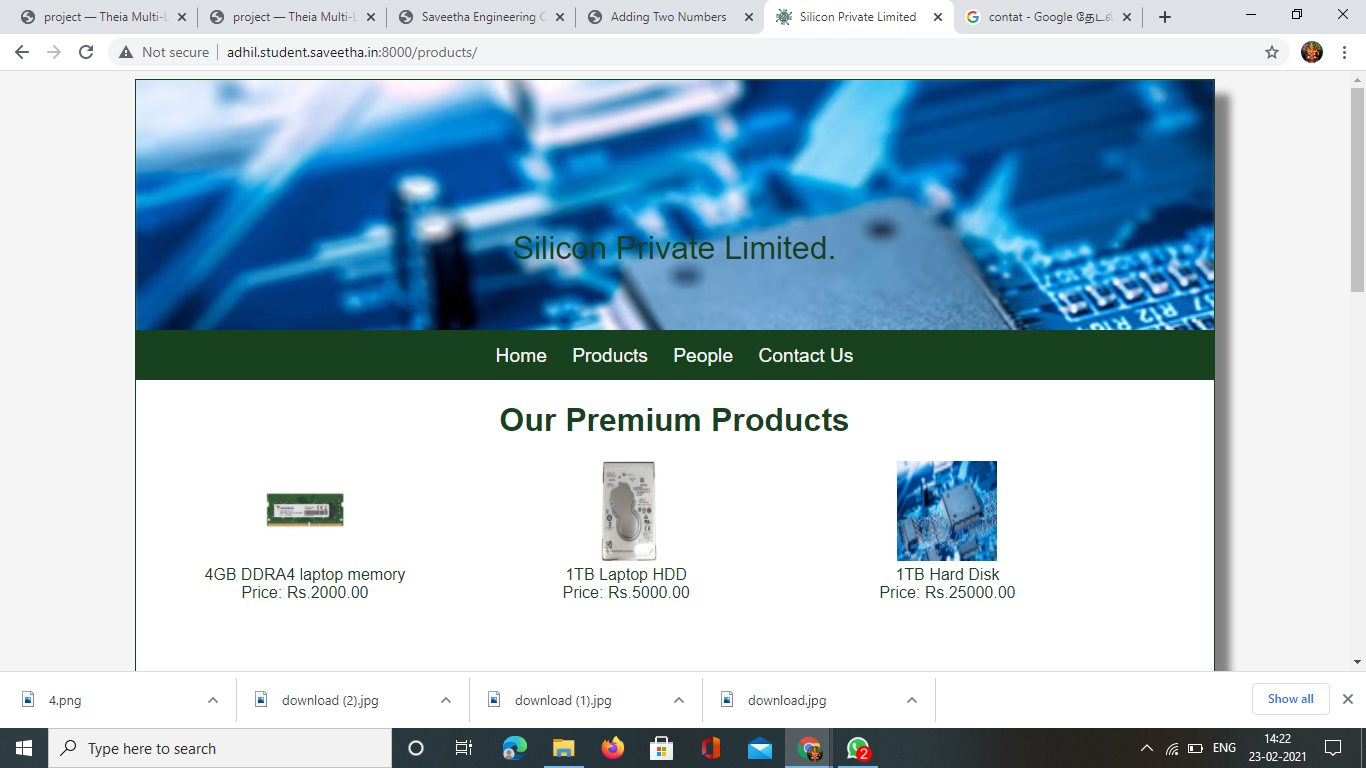 project — Theia Multi-L
project — Theia Multi-L
Saveetha Engineering C
Adding Two Numbers
Silicon Private Limited
contat - Google தேடல்
Not secure
adhil.student.saveetha.in:8000/products/
Silicon Private Limited.
R12
Home Products People Contact Us
Our Premium Products
4GB DDRA4 laptop memory
Price: Rs.2000.00
1TB Laptop HDD
Price: Rs.5000.00
1TB Hard Disk
Price: Rs.25000.00
4.png
download (2).jpg
download (1).jpg
download.jpg
Show all
Type here to search
2
ENG
14:22
23-02-2021